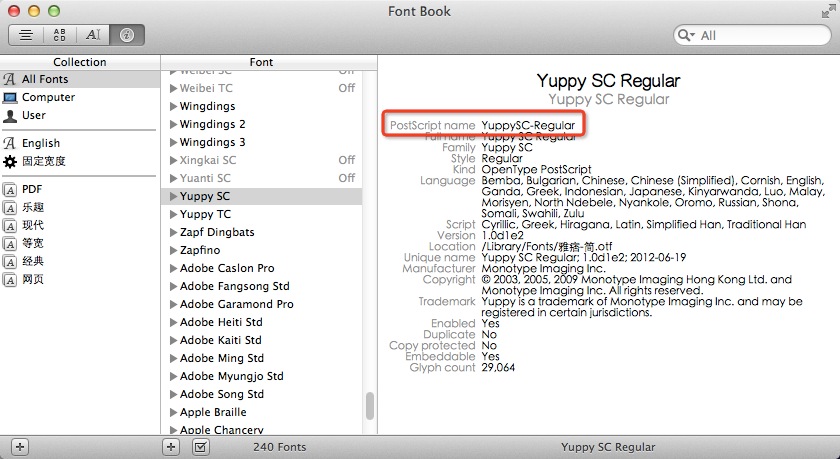 Font Book
A B
C D
A
All
Collection
All Fonts
Computer
User
English
固定宽度
PDF
乐趣
现代
等宽
经典
网页
Font
Weibei SC Off
Weibei TC Off
Wingdings
Wingdings 2
Wingdings 3
Xingkai SC Off
Yuanti SC Off
Yuppy SC
Yuppy TC
Zapf Dingbats
Zapfino
Adobe Caslon Pro
Adobe Fangsong Std
Adobe Garamond Pro
Adobe Heiti Std
Adobe Kaiti Std
Adobe Ming Std
Adobe Myungjo Std
Adobe Song Std
Apple Braille
Apple Chancery
Yuppy SC Regular
Yuppy SC Regular
PostScript name YuppySC-Regular
Full name Yuppy SC Regular
Family Yuppy SC
Style Regular
Kind OpenType PostScript
Language Bemba, Bulgarian, Chinese, Chinese (Simplified), Cornish, English,
Ganda, Greek, Indonesian, Japanese, Kinyarwanda, Luo, Malay,
Morisyen, North Ndebele, Nyankole, Oromo, Russian, Shona,
Somali, Swahili, Zulu
Script Cyrillic, Greek, Hiragana, Latin, Simplified Han, Traditional Han
Version 1.0d1e2
Location /Library/Fonts/雅痞-简.otf
Unique name Yuppy SC Regular; 1.0d1e2; 2012-06-19
Manufacturer Monotype Imaging Inc.
Copyright © 2003, 2005, 2009 Monotype Imaging Hong Kong Ltd. and
Monotype Imaging Inc. All rights reserved.
Trademark Yuppy is a trademark of Monotype Imaging Inc. and may be
registered in certain jurisdictions.
Enabled Yes
Duplicate No
Copy protected No
Embeddable Yes
Glyph count 29,064
240 Fonts
Yuppy SC Regular